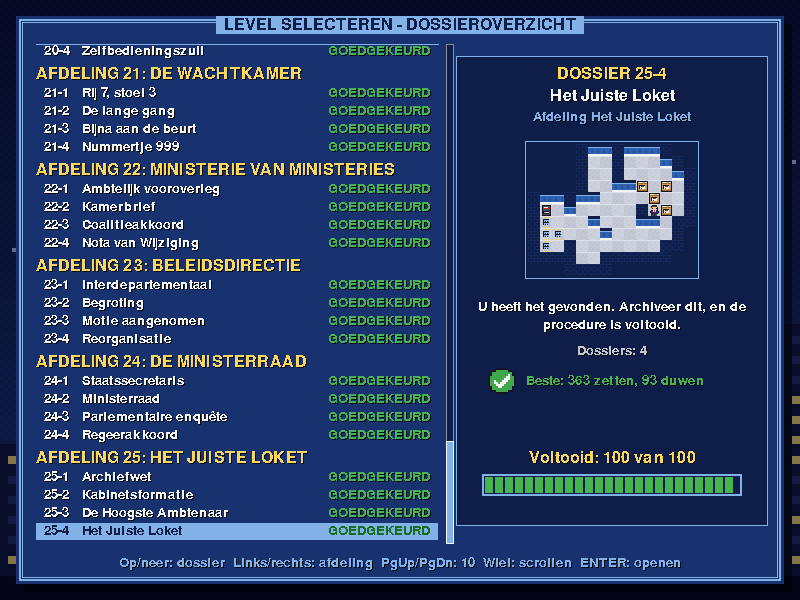 LEVEL SELECTEREN - DOSSIEROVERZICHT
20-4 Zelfbedieningszuil GOEDGEKEURD
AFDELING 21: DE WACHTKAMER
21-1 Rij 7, stoel 3 GOEDGEKEURD
21-2 De lange gang GOEDGEKEURD
21-3 Bijna aan de beurt GOEDGEKEURD
21-4 Nummertje 999 GOEDGEKEURD
AFDELING 22: MINISTERIE VAN MINISTERIES
22-1 Ambtelijk vooroverleg GOEDGEKEURD
22-2 Kamerbrief GOEDGEKEURD
22-3 Coalitieakkoord GOEDGEKEURD
22-4 Nota van Wijziging GOEDGEKEURD
AFDELING 23: BELEIDSDIRECTIE
23-1 Interdepartementaal GOEDGEKEURD
23-2 Begroting GOEDGEKEURD
23-3 Motie aangenomen GOEDGEKEURD
23-4 Reorganisatie GOEDGEKEURD
AFDELING 24: DE MINISTERRAAD
24-1 Staatssecretaris GOEDGEKEURD
24-2 Ministerraad GOEDGEKEURD
24-3 Parlementaire enquête GOEDGEKEURD
24-4 Regeerakkoord GOEDGEKEURD
AFDELING 25: HET JUISTE LOKET
25-1 Archiefwet GOEDGEKEURD
25-2 Kabinetsformatie GOEDGEKEURD
25-3 De Hoogste Ambtenaar GOEDGEKEURD
25-4 Het Juiste Loket GOEDGEKEURD
DOSSIER 25-4
Het Juiste Loket
Afdeling Het Juiste Loket
U heeft het gevonden. Archiveer dit, en de
procedure is voltooid.
Dossiers: 4
Beste: 363 zetten, 93 duwen
Voltooid: 100 van 100
Op/neer: dossier Links/rechts: afdeling PgUp/PgDn: 10 Wiel: scrollen ENTER: openen